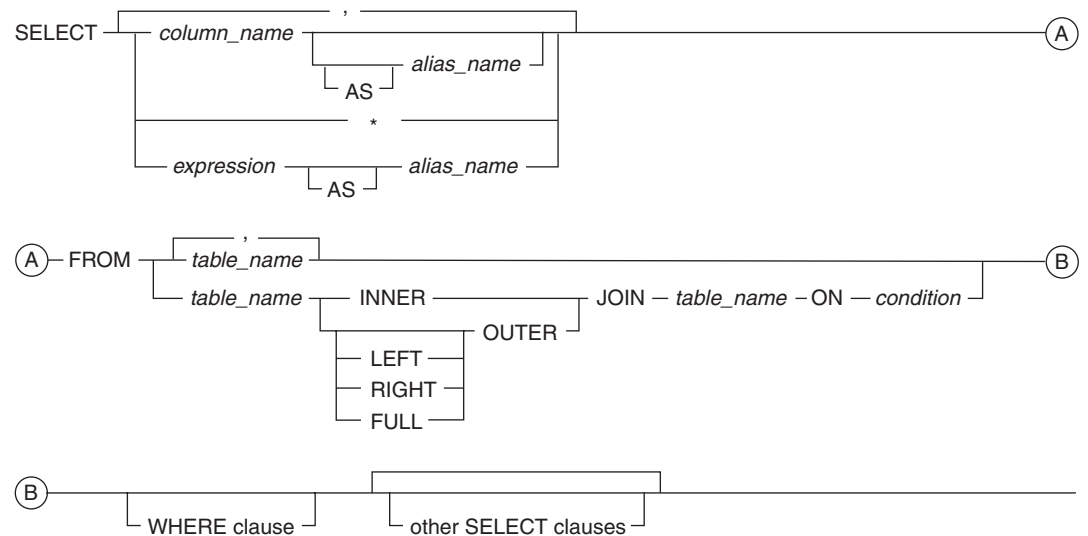 ,
SELECT column_name A
alias_name
AS
*
expression alias_name
AS
,
A FROM table_name B
table_name INNER JOIN table_name ON condition
OUTER
LEFT
RIGHT
FULL
B
WHERE clause other SELECT clauses